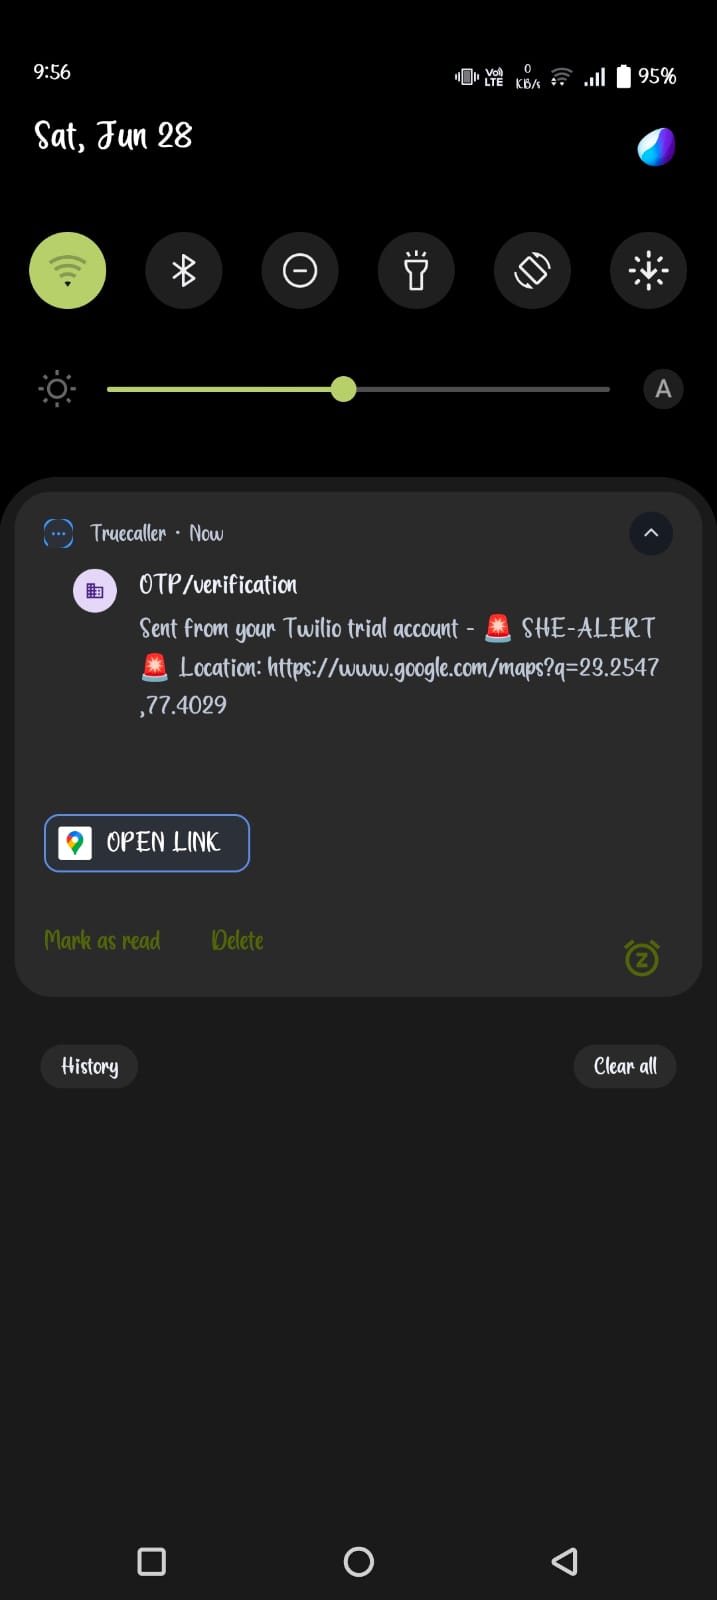 9:56
Vo) LTE
0 KB/s
95%
Sat, Jun 28
A
Truecaller • Now
OTP/verification
Sent from your Twilio trial account - 🚨 SHE-ALERT
🚨 Location: https://www.google.com/maps?q=23.2547
,77.4029
OPEN LINK
Mark as read Delete
Z
History Clear all